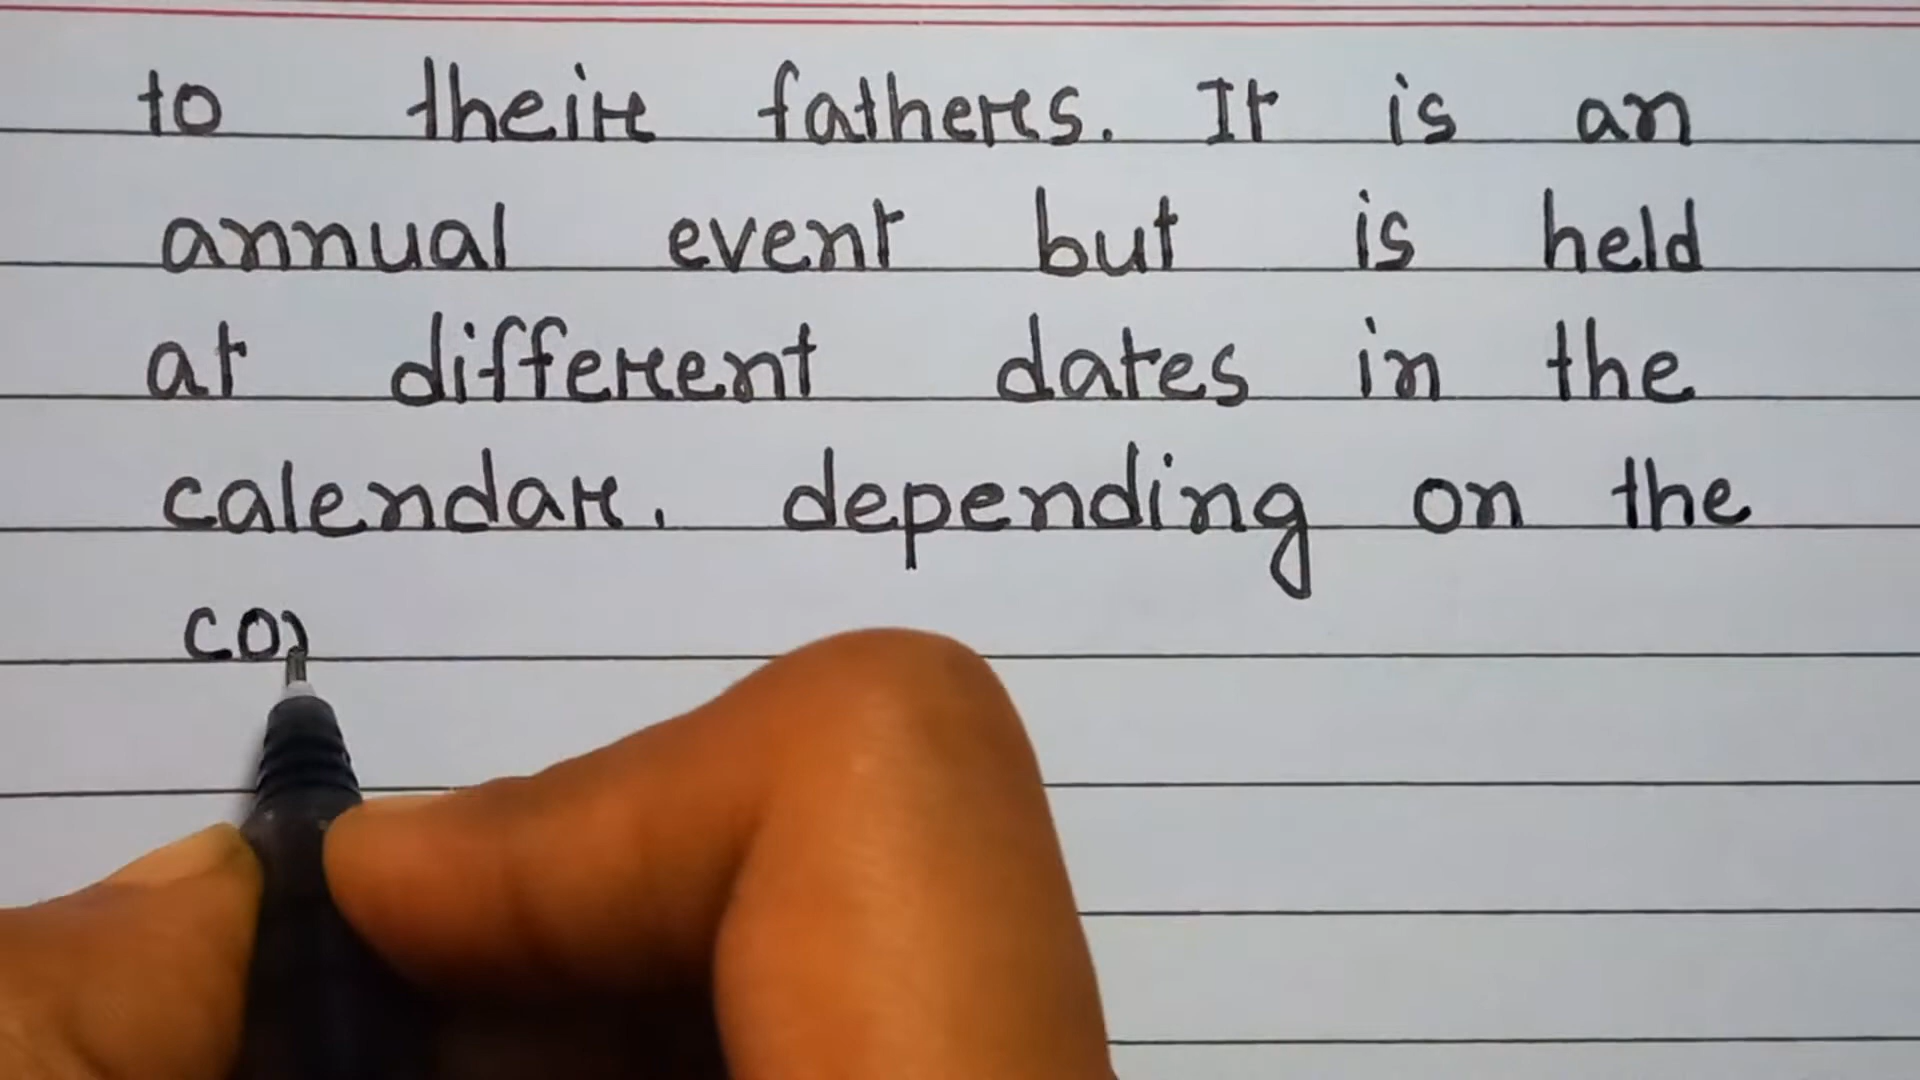 to their fathers. It is an
annual event but is held
at different dates in the
calendar. depending on the
co